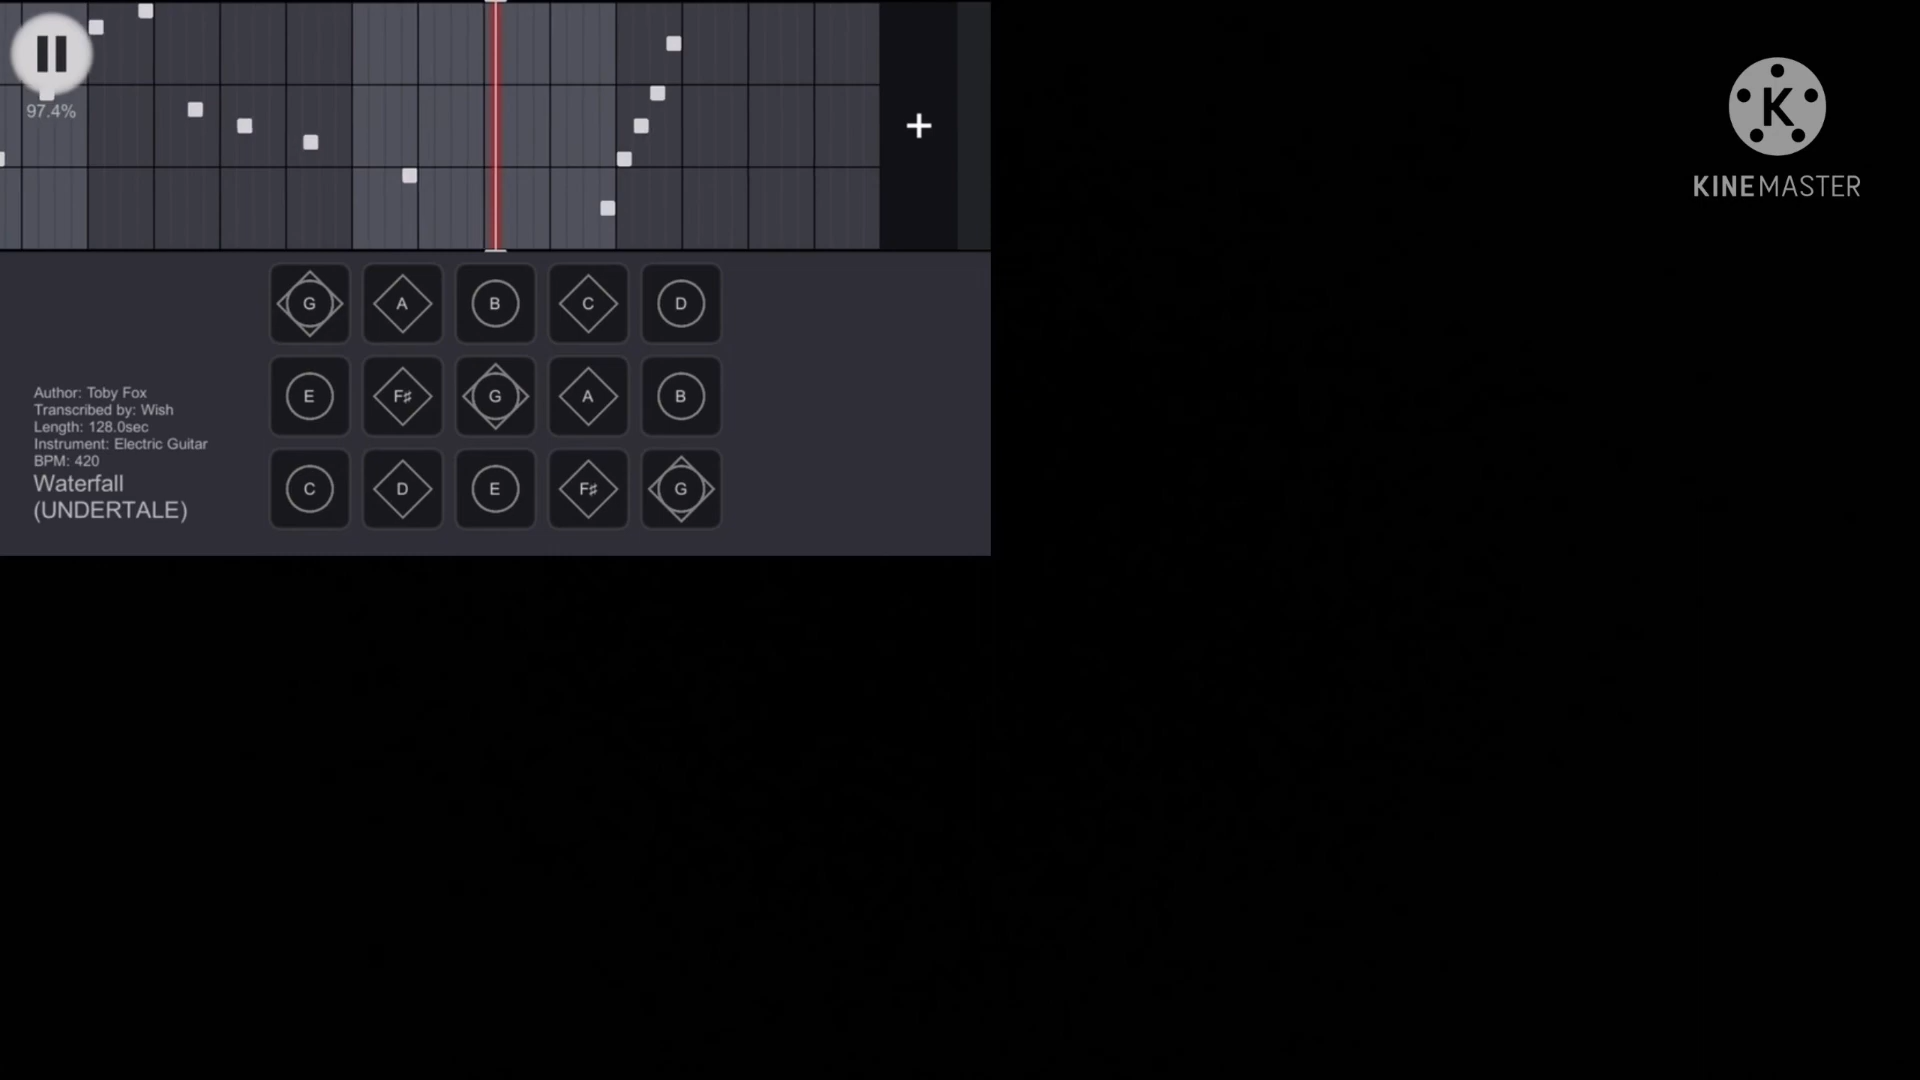 97.4%
+
K
KINEMASTER
G A B C D
E F♯ G A B
C D E F♯ G
Author: Toby Fox
Transcribed by: Wish
Length: 128.0sec
Instrument: Electric Guitar
BPM: 420
Waterfall
(UNDERTALE)